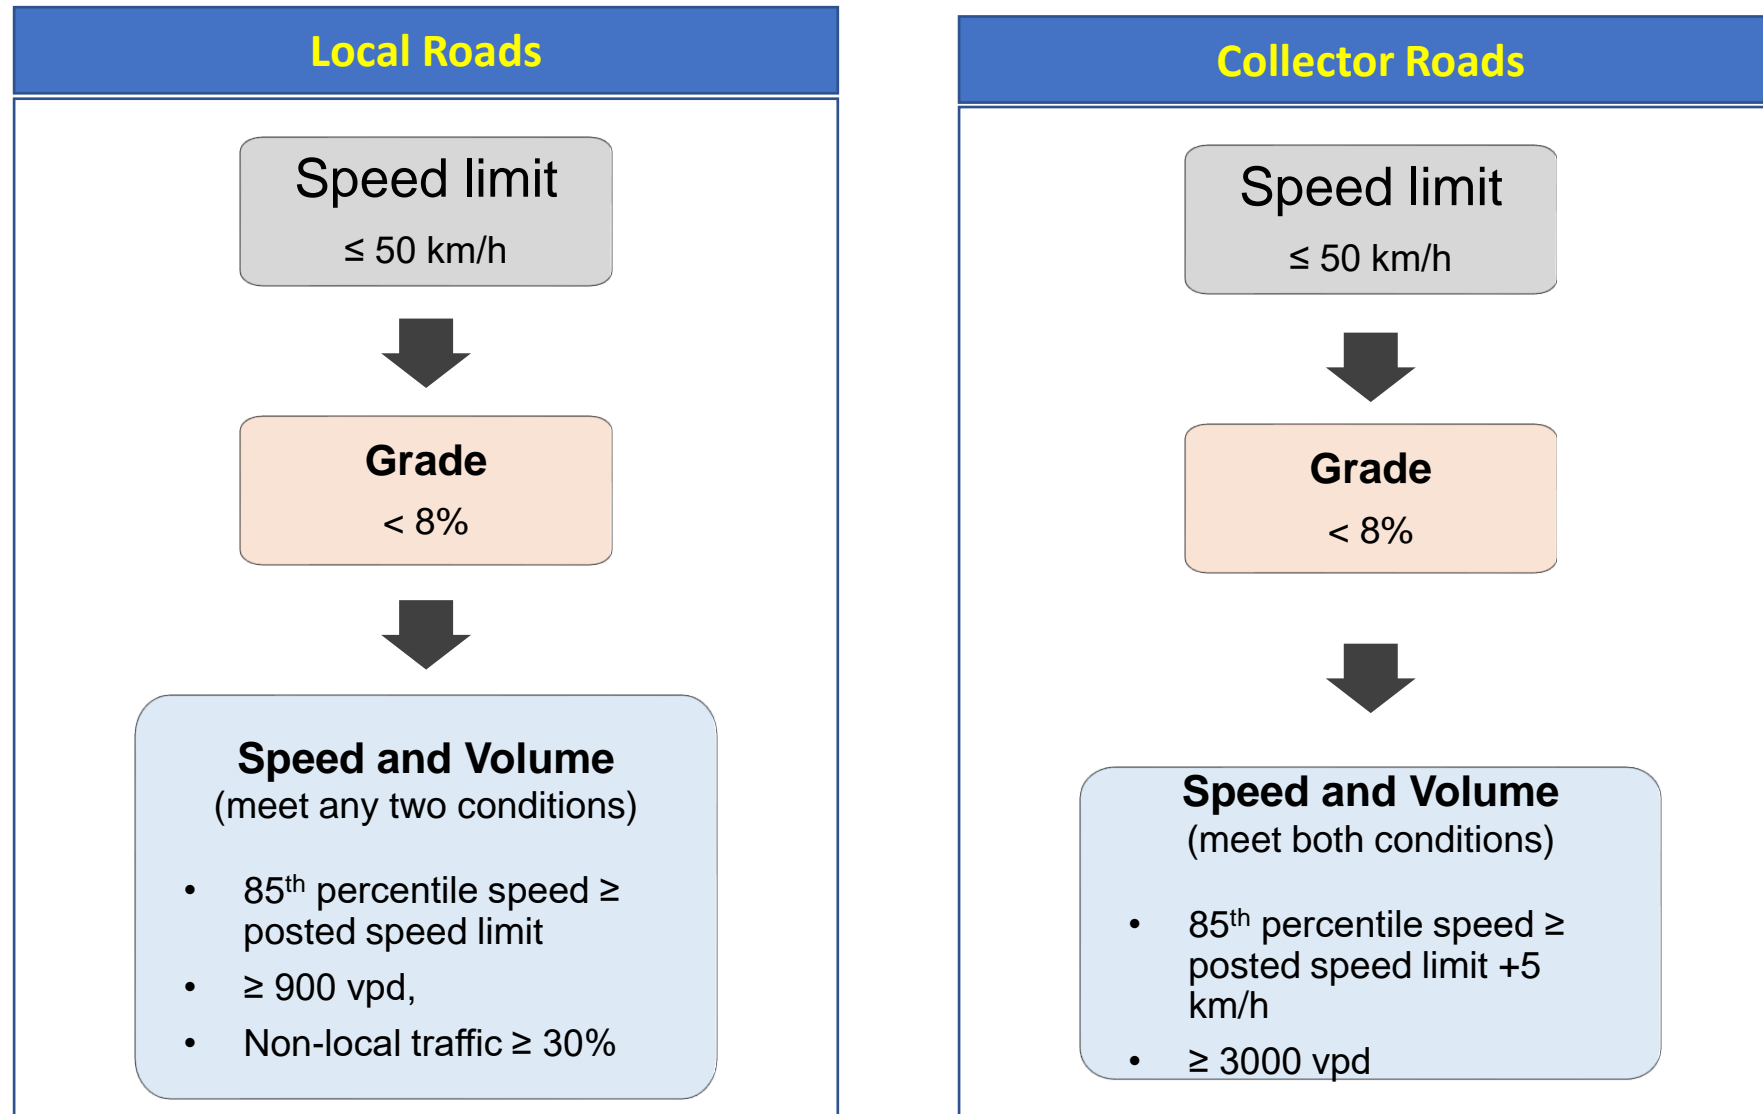 Local Roads
Speed limit
≤ 50 km/h
Grade
< 8%
Speed and Volume
(meet any two conditions)
• 85th percentile speed ≥
posted speed limit
• ≥ 900 vpd,
• Non-local traffic ≥ 30%
Collector Roads
Speed limit
≤ 50 km/h
Grade
< 8%
Speed and Volume
(meet both conditions)
• 85th percentile speed ≥
posted speed limit +5
km/h
• ≥ 3000 vpd